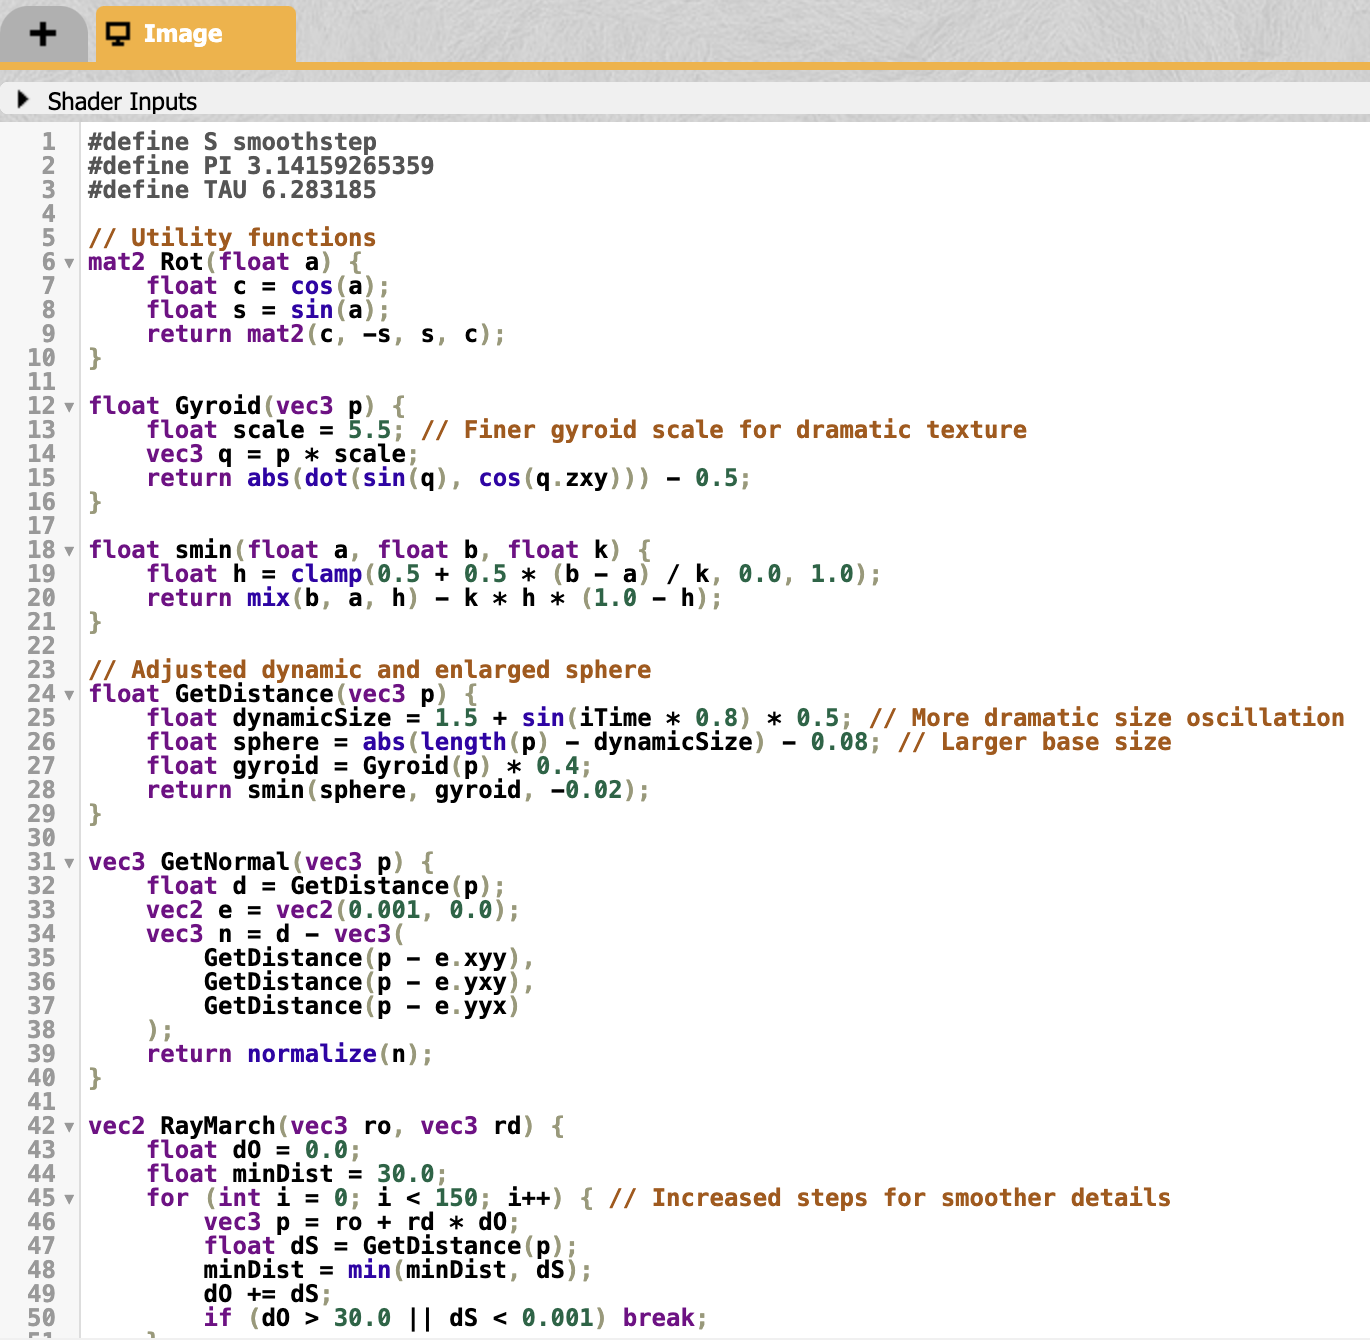 + Image
Shader Inputs
1 #define S smoothstep
2 #define PI 3.14159265359
3 #define TAU 6.283185
4
5 // Utility functions
6 mat2 Rot(float a) {
7     float c = cos(a);
8     float s = sin(a);
9     return mat2(c, -s, s, c);
10 }
11
12 float Gyroid(vec3 p) {
13     float scale = 5.5; // Finer gyroid scale for dramatic texture
14     vec3 q = p * scale;
15     return abs(dot(sin(q), cos(q.zxy))) - 0.5;
16 }
17
18 float smin(float a, float b, float k) {
19     float h = clamp(0.5 + 0.5 * (b - a) / k, 0.0, 1.0);
20     return mix(b, a, h) - k * h * (1.0 - h);
21 }
22
23 // Adjusted dynamic and enlarged sphere
24 float GetDistance(vec3 p) {
25     float dynamicSize = 1.5 + sin(iTime * 0.8) * 0.5; // More dramatic size oscillation
26     float sphere = abs(length(p) - dynamicSize) - 0.08; // Larger base size
27     float gyroid = Gyroid(p) * 0.4;
28     return smin(sphere, gyroid, -0.02);
29 }
30
31 vec3 GetNormal(vec3 p) {
32     float d = GetDistance(p);
33     vec2 e = vec2(0.001, 0.0);
34     vec3 n = d - vec3(
35         GetDistance(p - e.xyy),
36         GetDistance(p - e.yxy),
37         GetDistance(p - e.yyx)
38     );
39     return normalize(n);
40 }
41
42 vec2 RayMarch(vec3 ro, vec3 rd) {
43     float dO = 0.0;
44     float minDist = 30.0;
45     for (int i = 0; i < 150; i++) { // Increased steps for smoother details
46         vec3 p = ro + rd * dO;
47         float dS = GetDistance(p);
48         minDist = min(minDist, dS);
49         dO += dS;
50         if (dO > 30.0 || dS < 0.001) break;